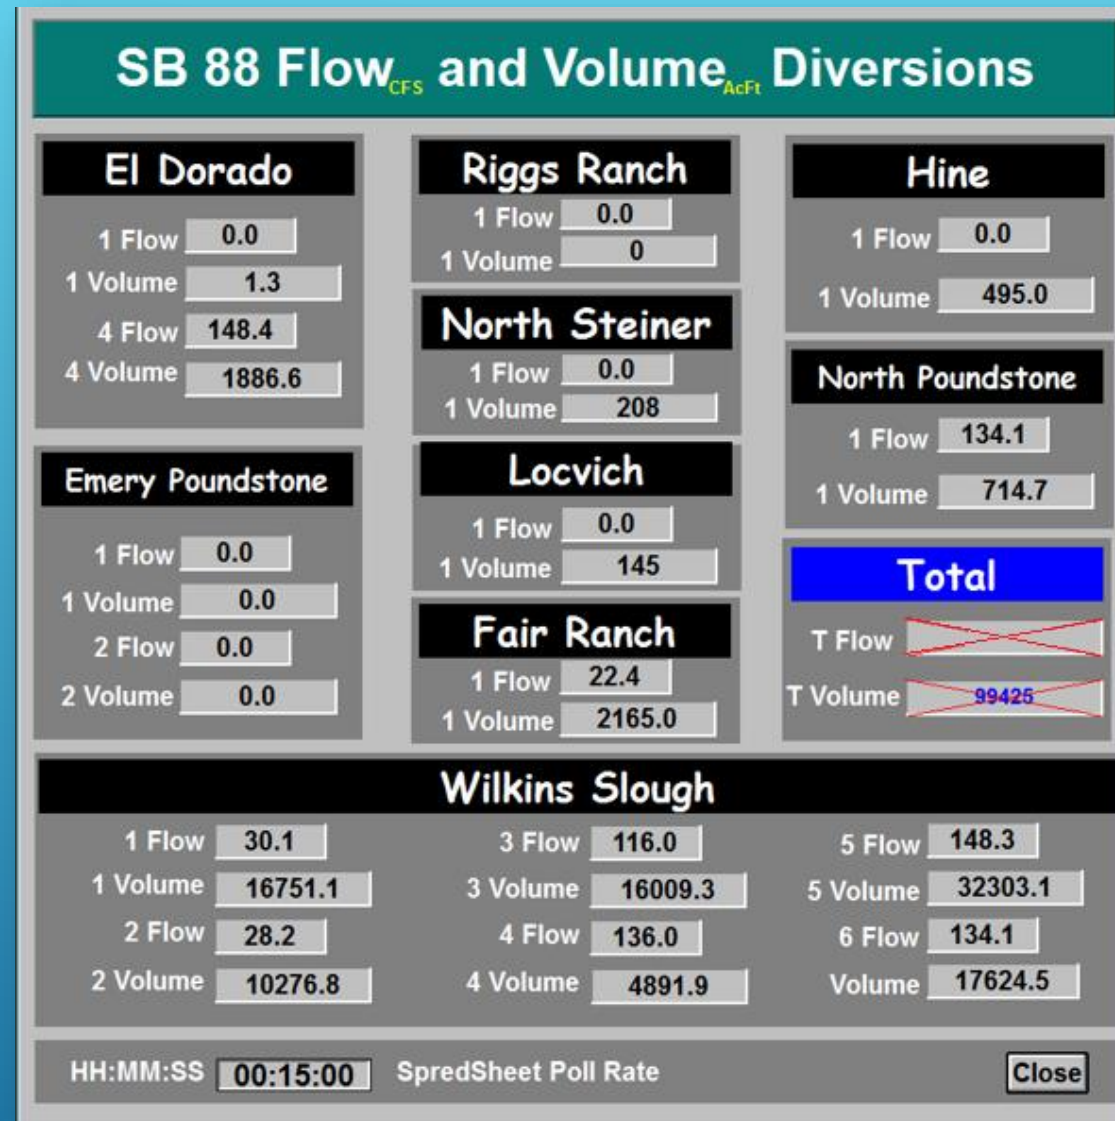 SB 88 Flow CFS and Volume AcFt Diversions
El Dorado
1 Flow 0.0
1 Volume 1.3
4 Flow 148.4
4 Volume 1886.6
Emery Poundstone
1 Flow 0.0
1 Volume 0.0
2 Flow 0.0
2 Volume 0.0
Riggs Ranch
1 Flow 0.0
1 Volume 0
North Steiner
1 Flow 0.0
1 Volume 208
Locvich
1 Flow 0.0
1 Volume 145
Fair Ranch
1 Flow 22.4
1 Volume 2165.0
Hine
1 Flow 0.0
1 Volume 495.0
North Poundstone
1 Flow 134.1
1 Volume 714.7
Total
T Flow
T Volume 99425
Wilkins Slough
1 Flow 30.1
1 Volume 16751.1
2 Flow 28.2
2 Volume 10276.8
3 Flow 116.0
3 Volume 16009.3
4 Flow 136.0
4 Volume 4891.9
5 Flow 148.3
5 Volume 32303.1
6 Flow 134.1
Volume 17624.5
HH:MM:SS 00:15:00 SpredSheet Poll Rate Close